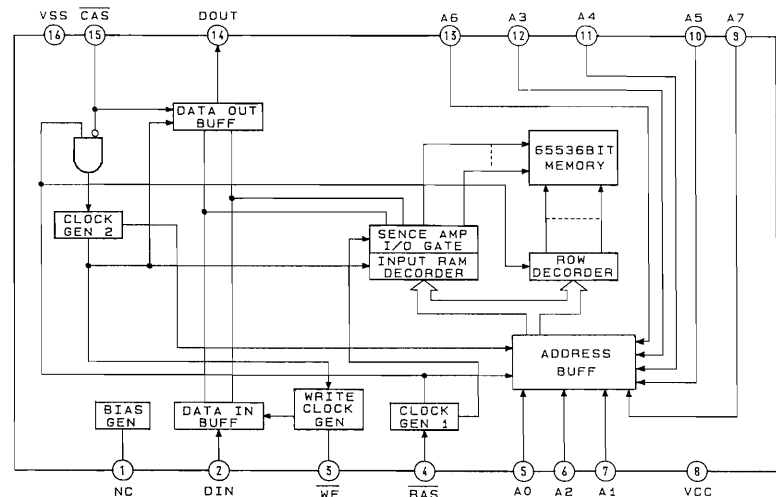 VSS CAS DOUT A6 A3 A4 A5 A7
16 15 14 13 12 11 10 9
DATA OUT
BUFF
65536BIT
MEMORY
CLOCK
GEN 2
SENCE AMP
I/O GATE
INPUT RAM
DECORDER
ROW
DECORDER
ADDRESS
BUFF
BIAS
GEN
DATA IN
BUFF
WRITE
CLOCK
GEN
CLOCK
GEN 1
1 2 3 4 5 6 7 8
NC DIN WE RAS A0 A2 A1 VCC